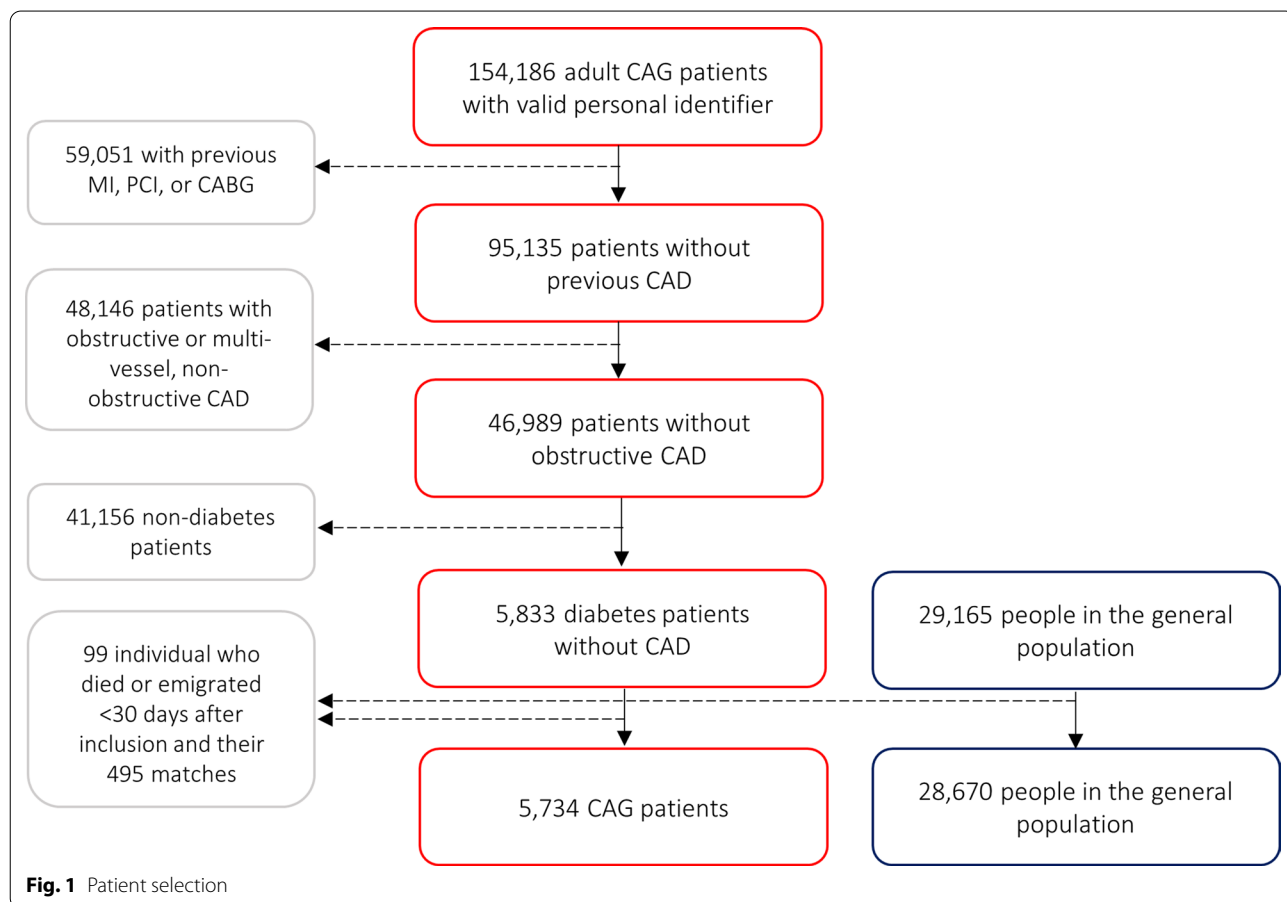 154,186 adult CAG patients
with valid personal identifier
59,051 with previous
MI, PCI, or CABG
95,135 patients without
previous CAD
48,146 patients with
obstructive or multi-
vessel, non-
obstructive CAD
46,989 patients without
obstructive CAD
41,156 non-diabetes
patients
5,833 diabetes patients
without CAD
29,165 people in the general
population
99 individual who
died or emigrated
<30 days after
inclusion and their
495 matches
5,734 CAG patients
28,670 people in the general
population
Fig. 1 Patient selection